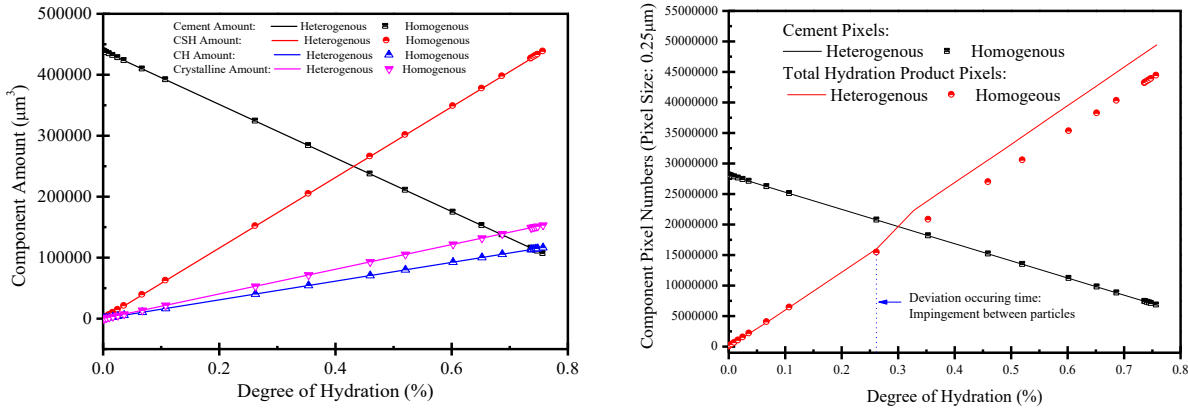 Cement Amount: Heterogenous Homogenous
CSH Amount: Heterogenous Homogenous
CH Amount: Heterogenous Homogenous
Crystalline Amount: Heterogenous Homogenous
500000
400000
300000
200000
100000
0
Component Amount (μm³)
0.0 0.2 0.4 0.6 0.8
Degree of Hydration (%)
Cement Pixels:
Heterogenous Homogenous
Total Hydration Product Pixels:
Heterogenous Homogeous
55000000
50000000
45000000
40000000
35000000
30000000
25000000
20000000
15000000
10000000
5000000
0
Component Pixel Numbers (Pixel Size: 0.25μm)
Deviation occuring time:
Impingement between particles
0.0 0.1 0.2 0.3 0.4 0.5 0.6 0.7 0.8
Degree of Hydration (%)